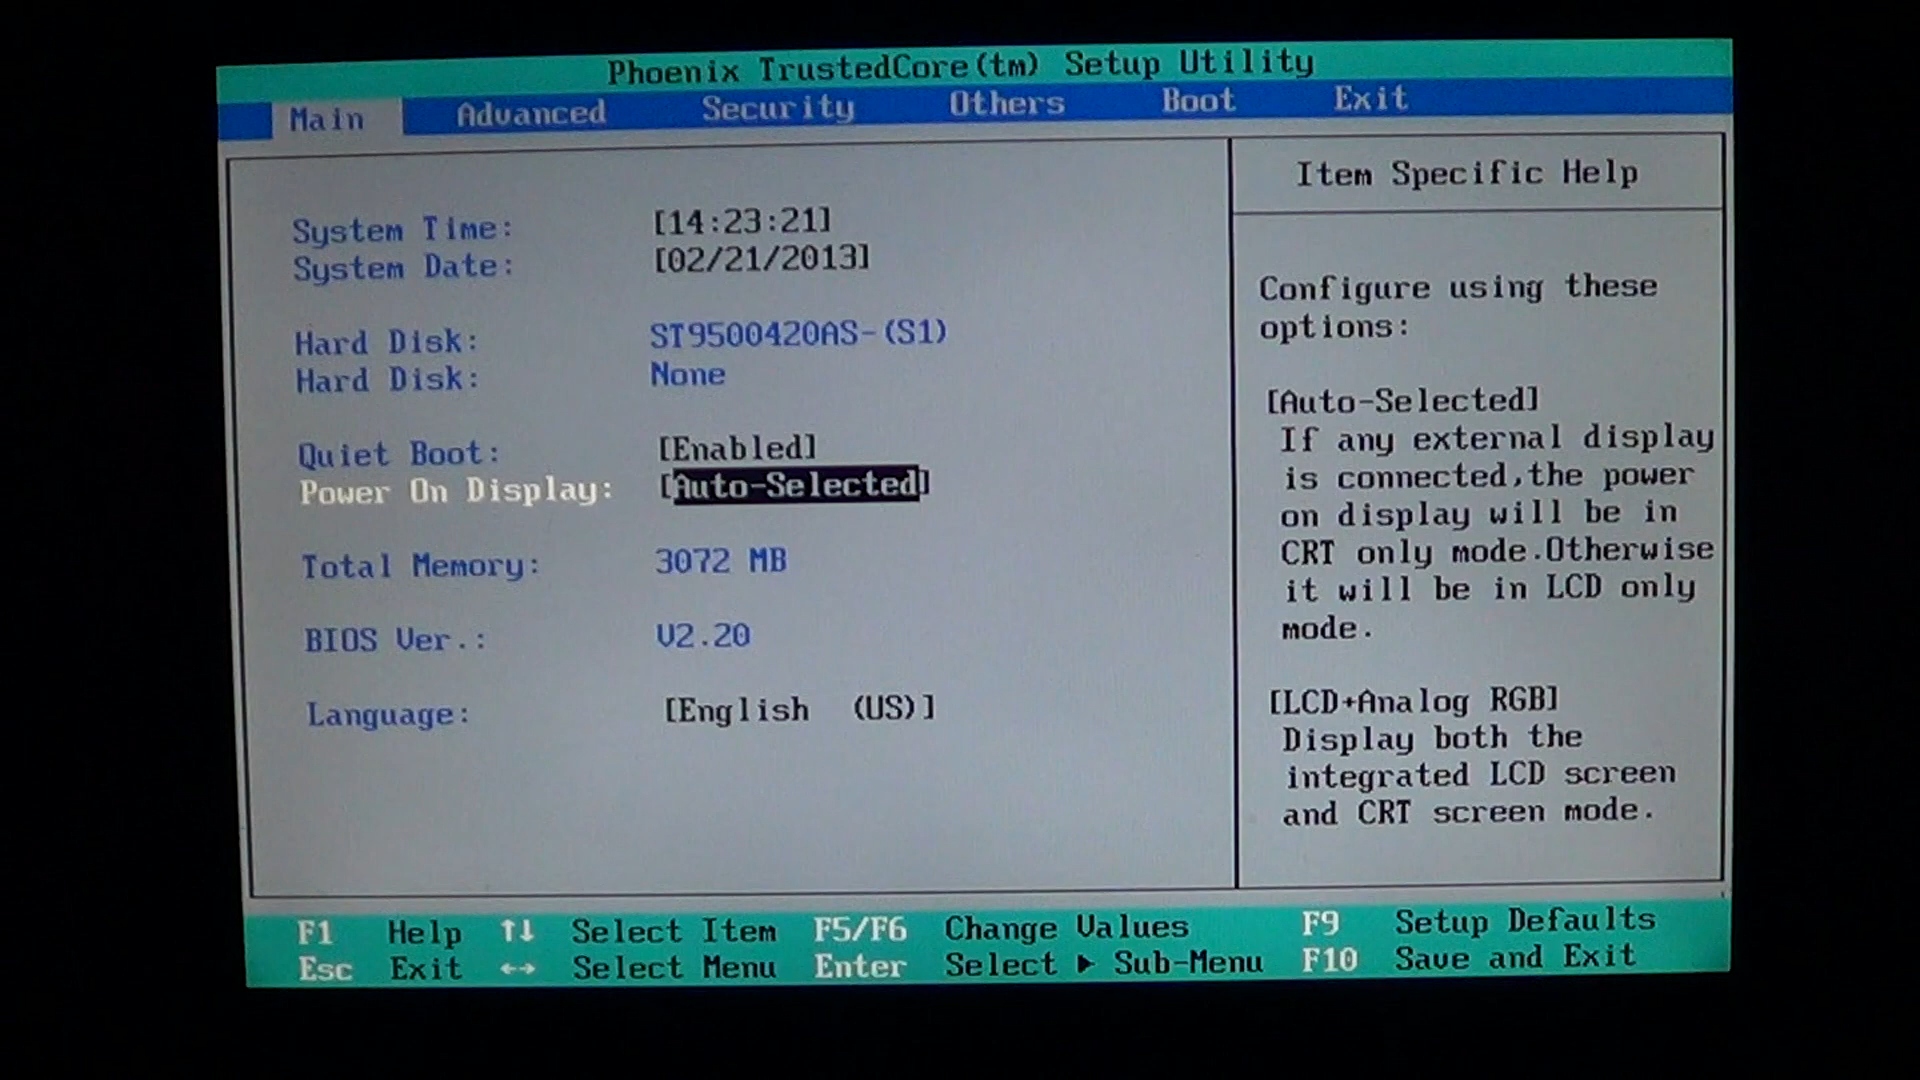 Phoenix TrustedCore(tm) Setup Utility
Main Advanced Security Others Boot Exit
System Time: [14:23:21]
System Date: [02/21/2013]
Hard Disk: ST9500420AS-(S1)
Hard Disk: None
Quiet Boot: [Enabled]
Power On Display: [Auto-Selected]
Total Memory: 3072 MB
BIOS Ver.: V2.20
Language: [English (US)]
Item Specific Help
Configure using these
options:
[Auto-Selected]
If any external display
is connected,the power
on display will be in
CRT only mode.Otherwise
it will be in LCD only
mode.
[LCD+Analog RGB]
Display both the
integrated LCD screen
and CRT screen mode.
F1 Help ↑↓ Select Item F5/F6 Change Values F9 Setup Defaults
Esc Exit ↔ Select Menu Enter Select ▶ Sub-Menu F10 Save and Exit